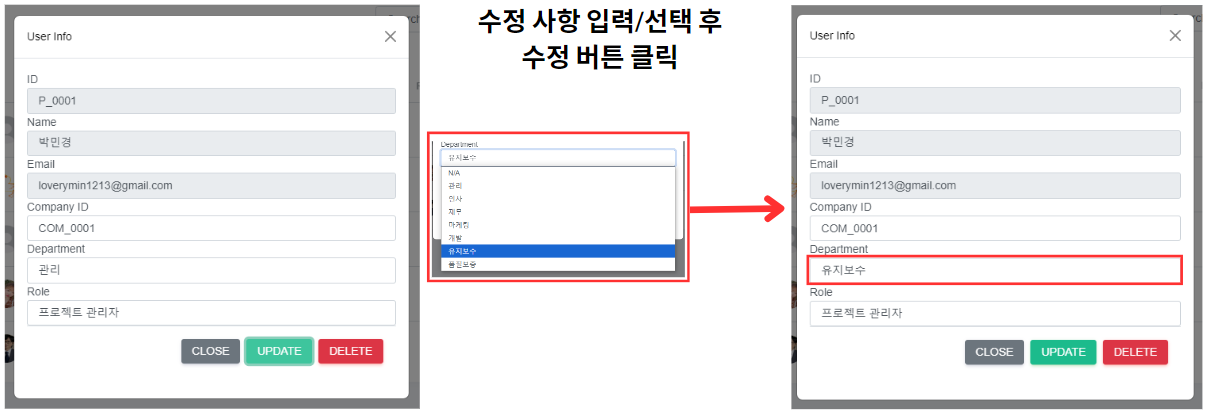 수정 사항 입력/선택 후
수정 버튼 클릭
User Info
ID
P_0001
Name
박민경
Email
loverymin1213@gmail.com
Company ID
COM_0001
Department
관리
Role
프로젝트 관리자
CLOSE UPDATE DELETE
Department
유지보수
N/A
관리
인사
재무
마케팅
개발
유지보수
품질보증
User Info
ID
P_0001
Name
박민경
Email
loverymin1213@gmail.com
Company ID
COM_0001
Department
유지보수
Role
프로젝트 관리자
CLOSE UPDATE DELETE